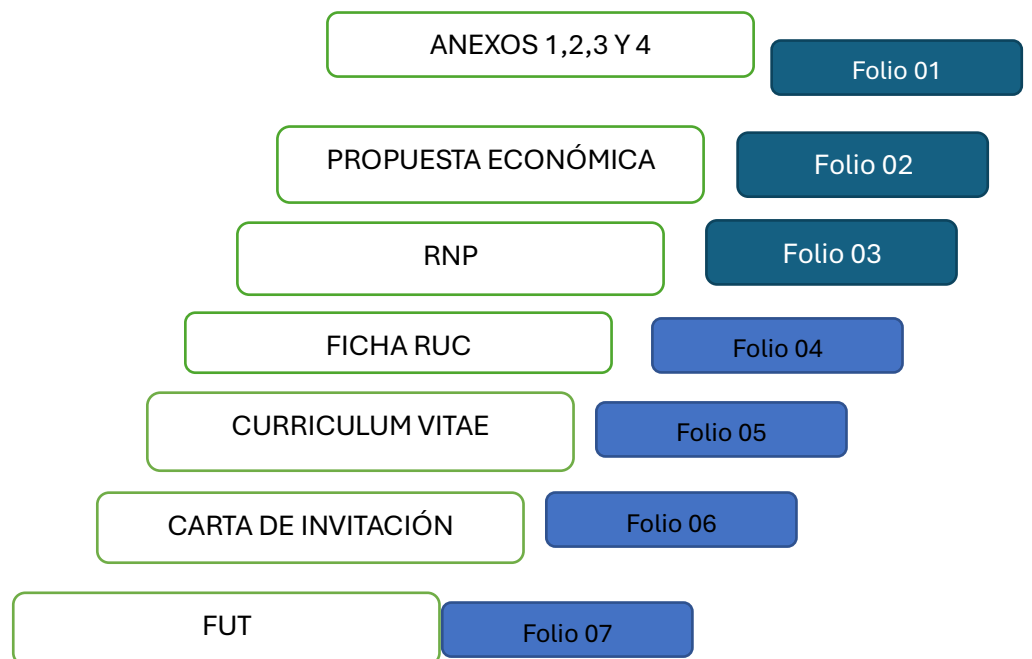 ANEXOS 1,2,3 Y 4
Folio 01
PROPUESTA ECONÓMICA
Folio 02
RNP
Folio 03
FICHA RUC
Folio 04
CURRICULUM VITAE
Folio 05
CARTA DE INVITACIÓN
Folio 06
FUT
Folio 07